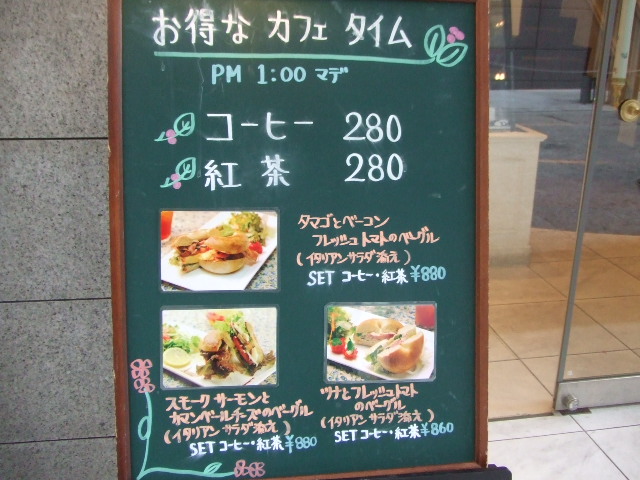 お得な カフェ タイム
PM 1:00 マデ
コーヒー 280
紅茶 280
タマゴとベーコン
フレッシュトマトのベーグル
(イタリアンサラダ添え)
SET コーヒー・紅茶 ¥880
スモーク サーモンと
カマンベールチーズのベーグル
(イタリアンサラダ添え)
SET コーヒー・紅茶 ¥880
ツナとフレッシュトマト
のベーグル
(イタリアンサラダ添え)
SET コーヒー・紅茶 ¥860